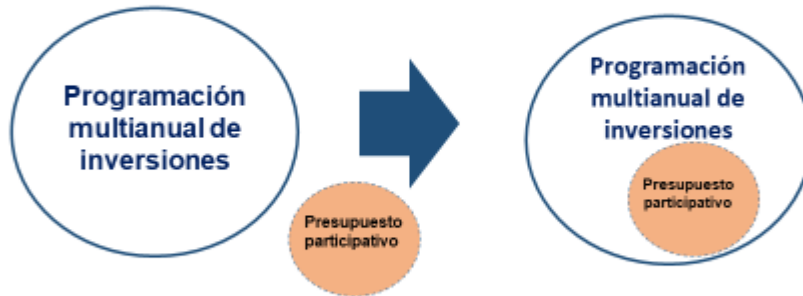 Programación
multianual de
inversiones
Presupuesto
participativo
Programación
multianual de
inversiones
Presupuesto
participativo